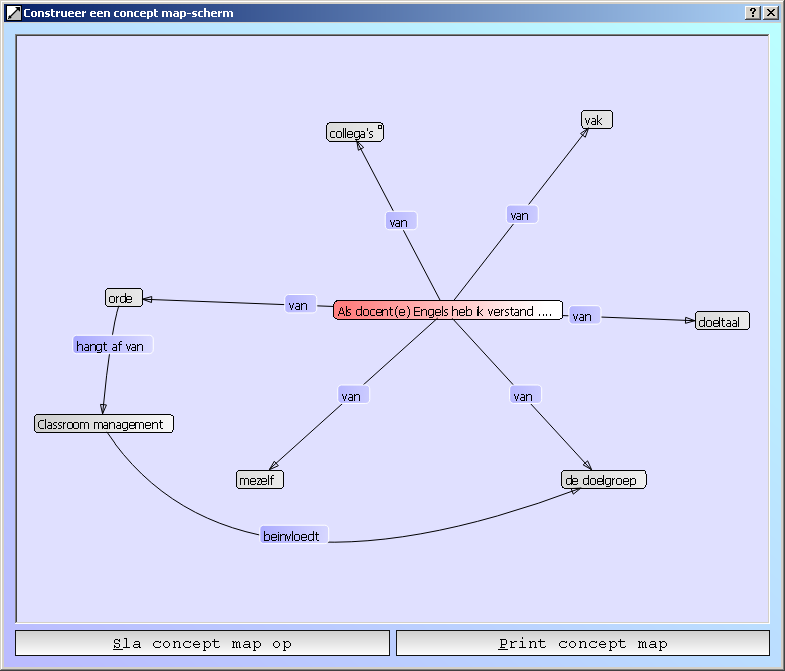 Construeer een concept map-scherm
collega's
vak
van
van
orde
van
Als docent(e) Engels heb ik verstand ....
van
doeltaal
hangt af van
van
van
Classroom management
mezelf
de doelgroep
beinvloedt
Sla concept map op
Print concept map